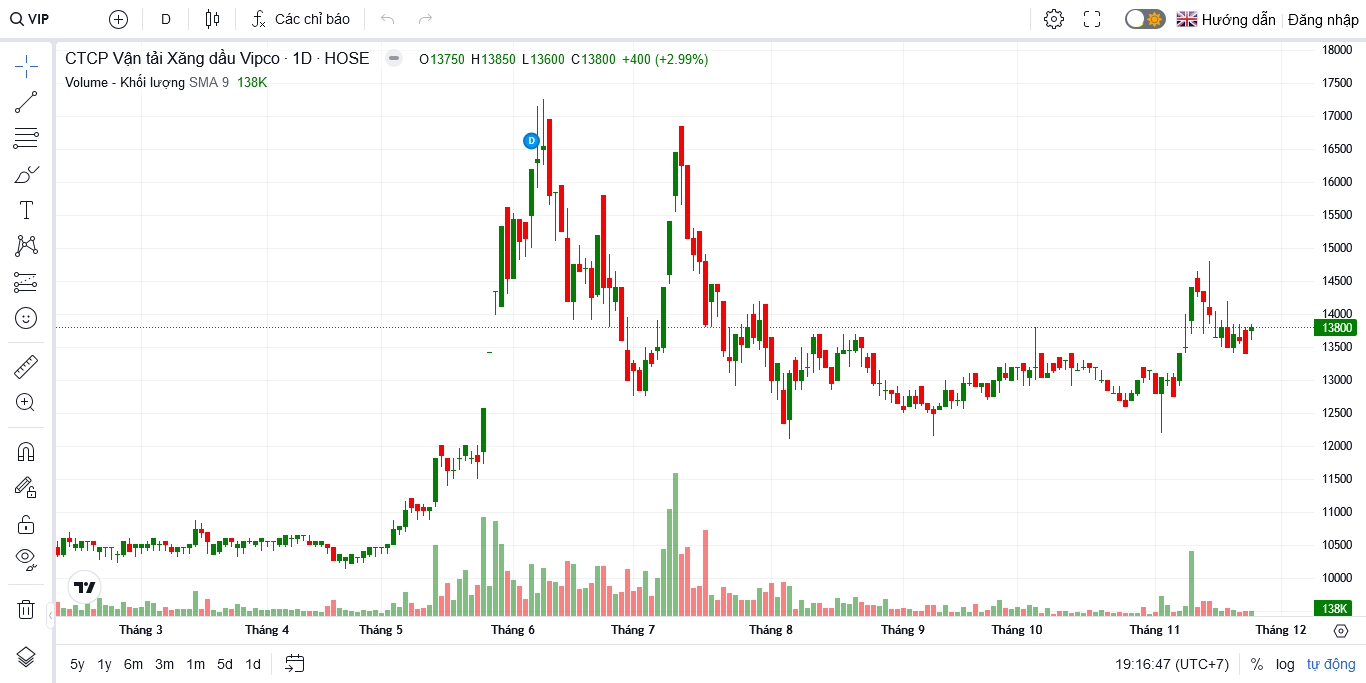 VIP D Các chỉ báo Hướng dẫn Đăng nhập
CTCP Vận tải Xăng dầu Vipco · 1D · HOSE O13750 H13850 L13600 C13800 +400 (+2.99%)
Volume - Khối lượng SMA 9 138K
D
18000
17500
17000
16500
16000
15500
15000
14500
14000
13800
13500
13000
12500
12000
11500
11000
10500
10000
138K
Tháng 3 Tháng 4 Tháng 5 Tháng 6 Tháng 7 Tháng 8 Tháng 9 Tháng 10 Tháng 11 Tháng 12
5y 1y 6m 3m 1m 5d 1d 19:16:47 (UTC+7) % log tự động